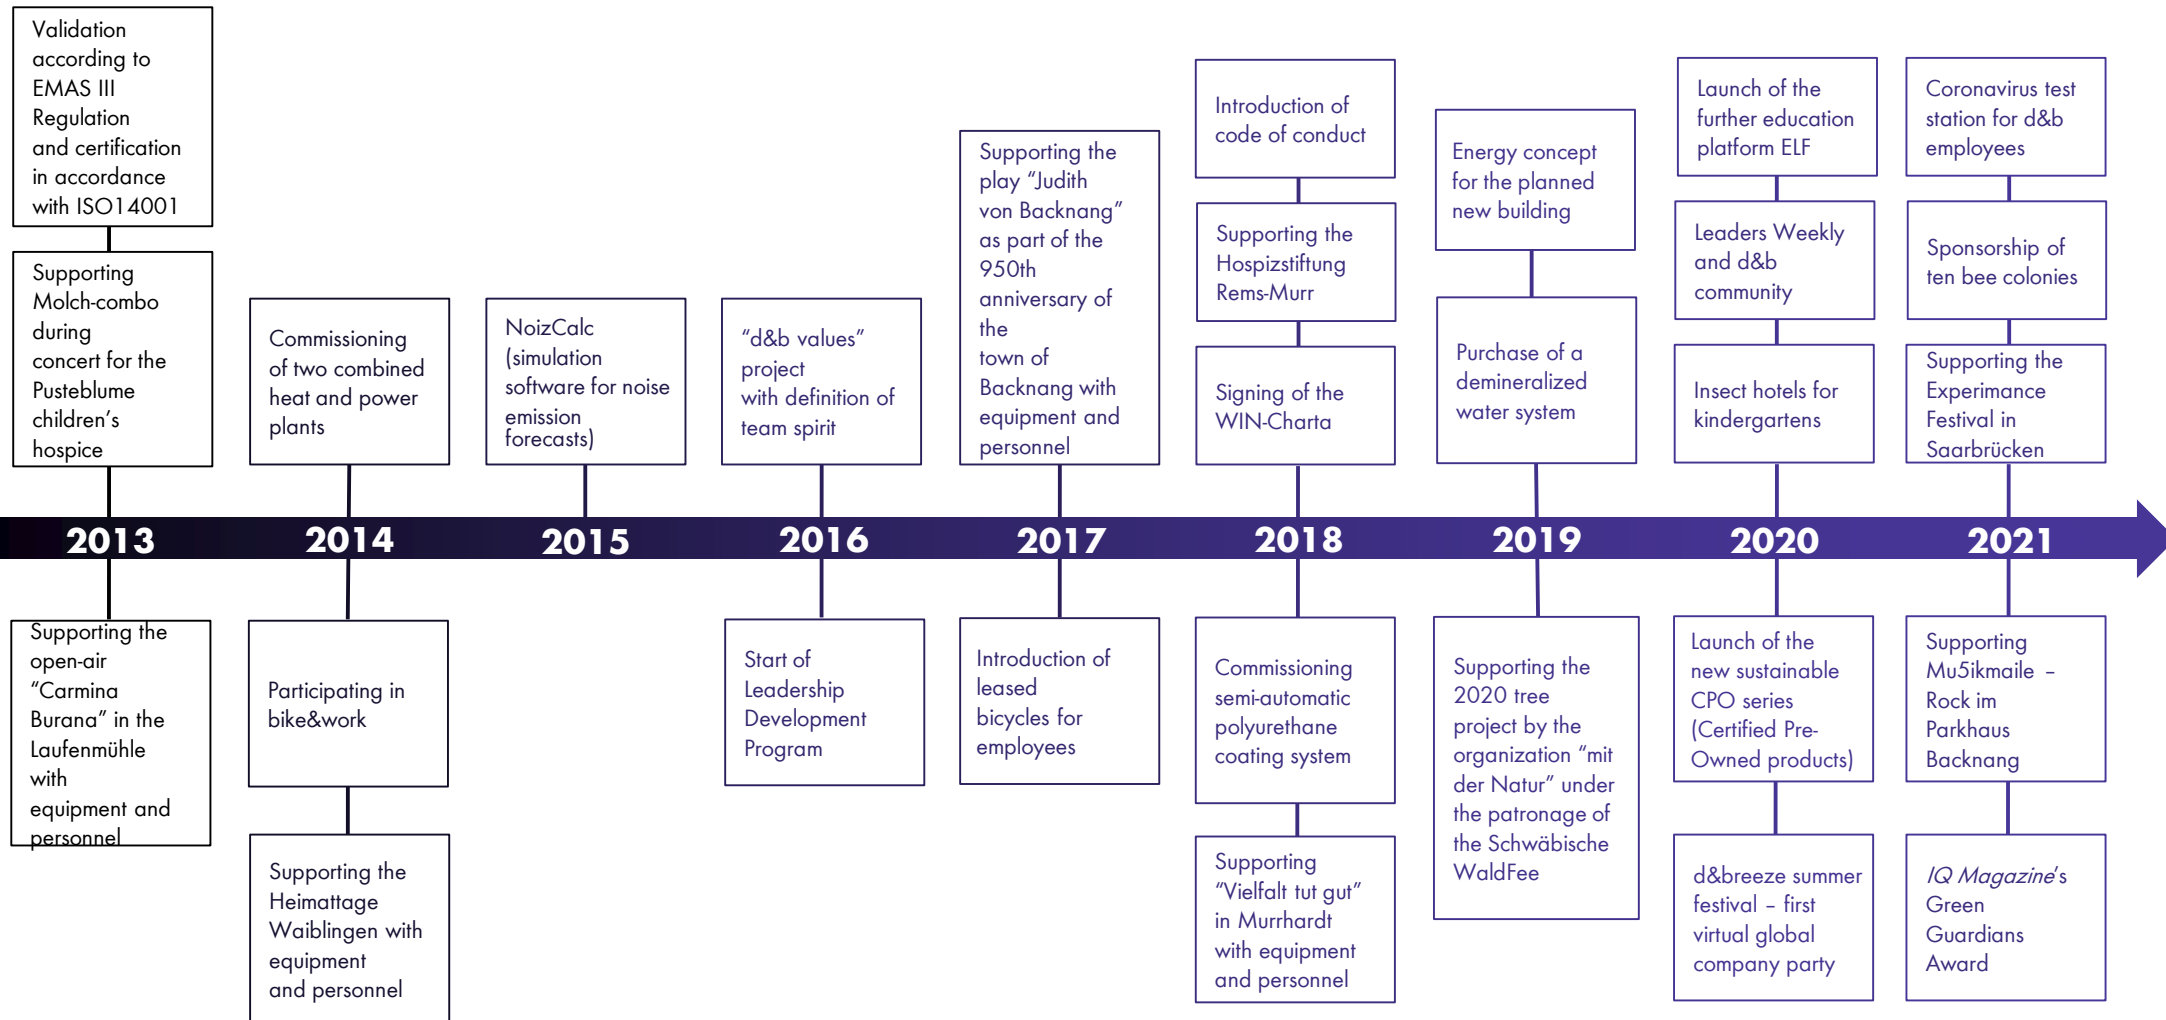 Validation
according to
EMAS III
Regulation
and certification
in accordance
with ISO14001
Supporting
Molch-combo
during
concert for the
Pusteblume
children's
hospice
Commissioning
of two combined
heat and power
plants
NoizCalc
(simulation
software for noise
emission
forecasts)
“d&b values”
project
with definition of
team spirit
Supporting the
play “Judith
von Backnang”
as part of the
950th
anniversary of
the
town of
Backnang with
equipment and
personnel
Introduction of
code of conduct
Supporting the
Hospizstiftung
Rems-Murr
Signing of the
WIN-Charta
Energy concept
for the planned
new building
Purchase of a
demineralized
water system
Launch of the
further education
platform ELF
Leaders Weekly
and d&b
community
Insect hotels for
kindergartens
Coronavirus test
station for d&b
employees
Sponsorship of
ten bee colonies
Supporting the
Experimance
Festival in
Saarbrücken
2013
2014
2015
2016
2017
2018
2019
2020
2021
Supporting the
open-air
“Carmina
Burana” in the
Laufenmühle
with
equipment and
personnel
Participating in
bike&work
Supporting the
Heimattage
Waiblingen with
equipment
and personnel
Start of
Leadership
Development
Program
Introduction of
leased
bicycles for
employees
Commissioning
semi-automatic
polyurethane
coating system
Supporting
“Vielfalt tut gut”
in Murrhardt
with equipment
and personnel
Supporting the
2020 tree
project by the
organization “mit
der Natur” under
the patronage of
the Schwäbische
WaldFee
Launch of the
new sustainable
CPO series
(Certified Pre-
Owned products)
d&breeze summer
festival – first
virtual global
company party
Supporting
Mu5ikmaile –
Rock im
Parkhaus
Backnang
IQ Magazine's
Green
Guardians
Award